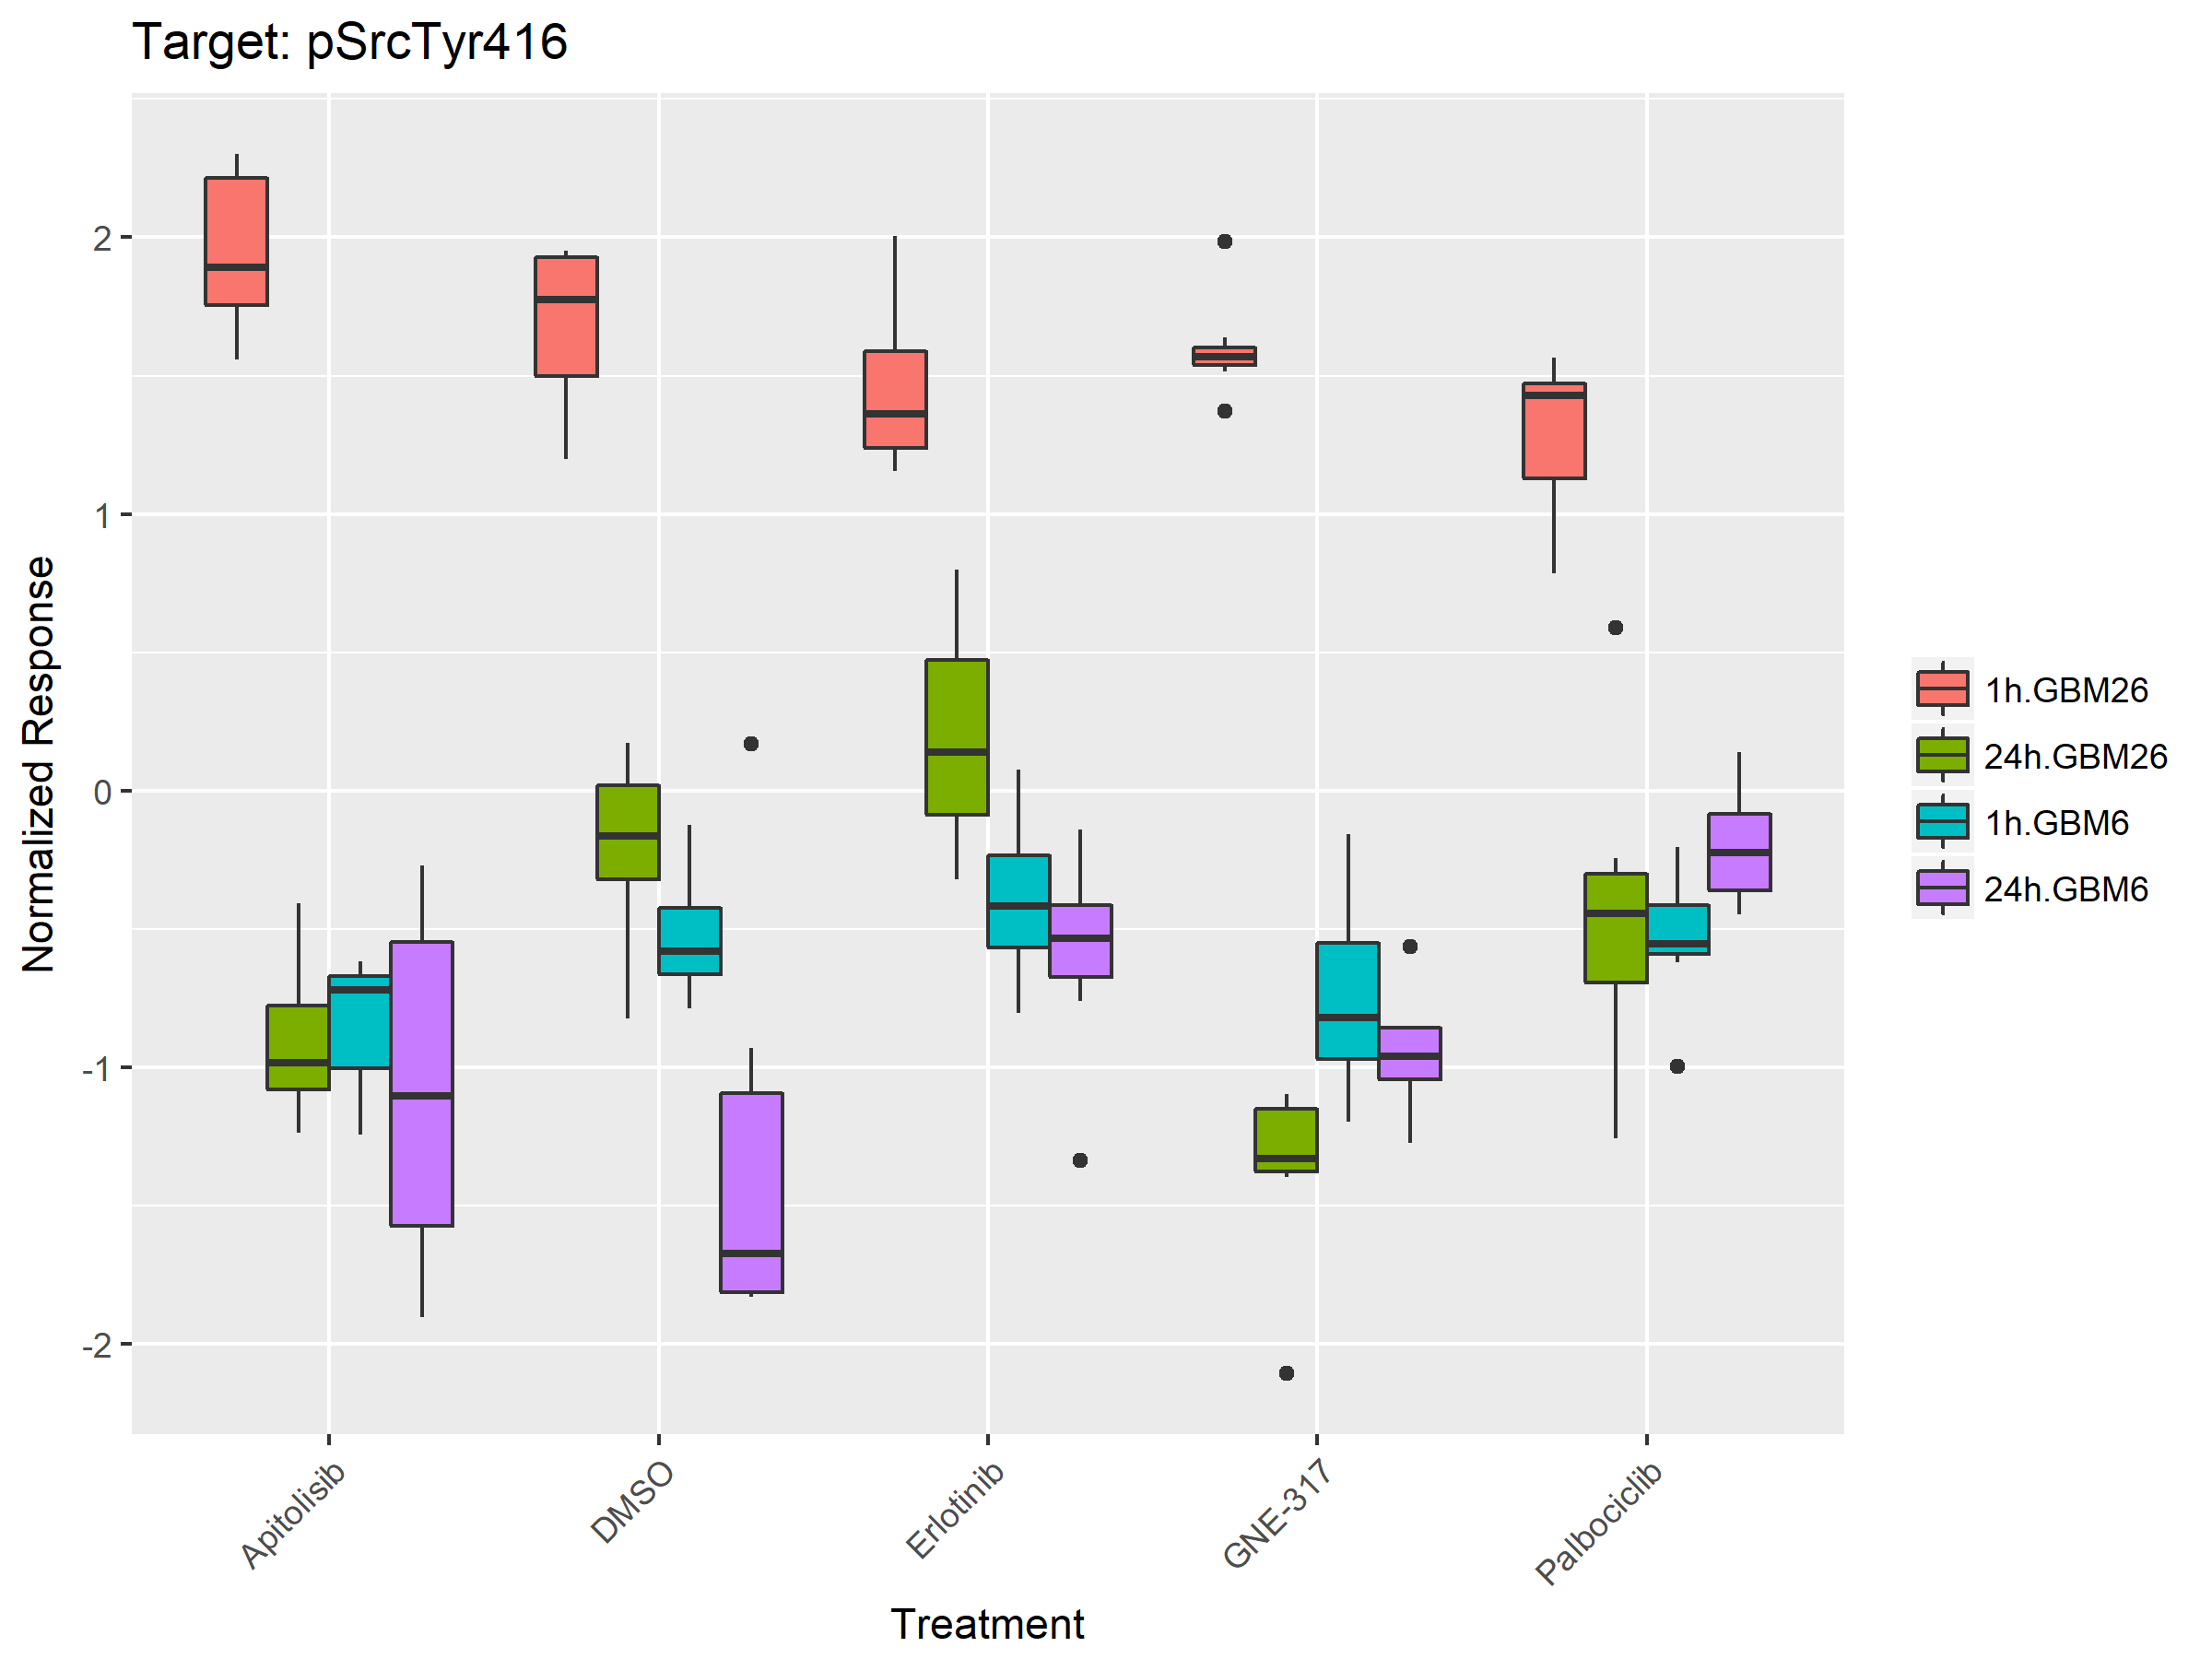 Target: pSrcTyr416
Normalized Response
2
1
0
-1
-2
Apitolisib
DMSO
Erlotinib
GNE-317
Palbociclib
Treatment
1h.GBM26
24h.GBM26
1h.GBM6
24h.GBM6